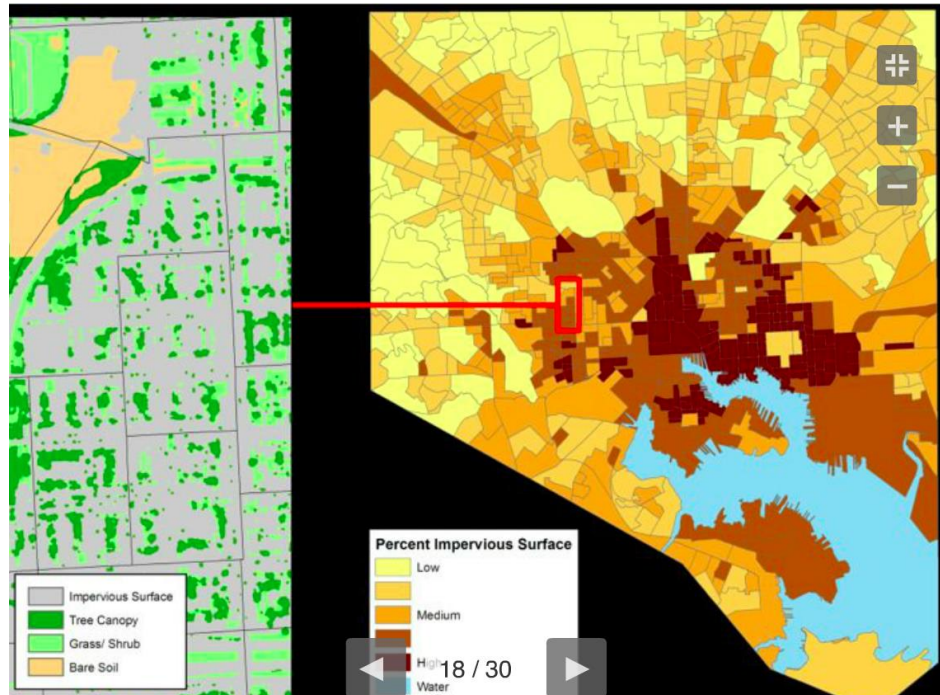 Impervious Surface
Tree Canopy
Grass/ Shrub
Bare Soil
Percent Impervious Surface
Low
Medium
High
Water
18 / 30